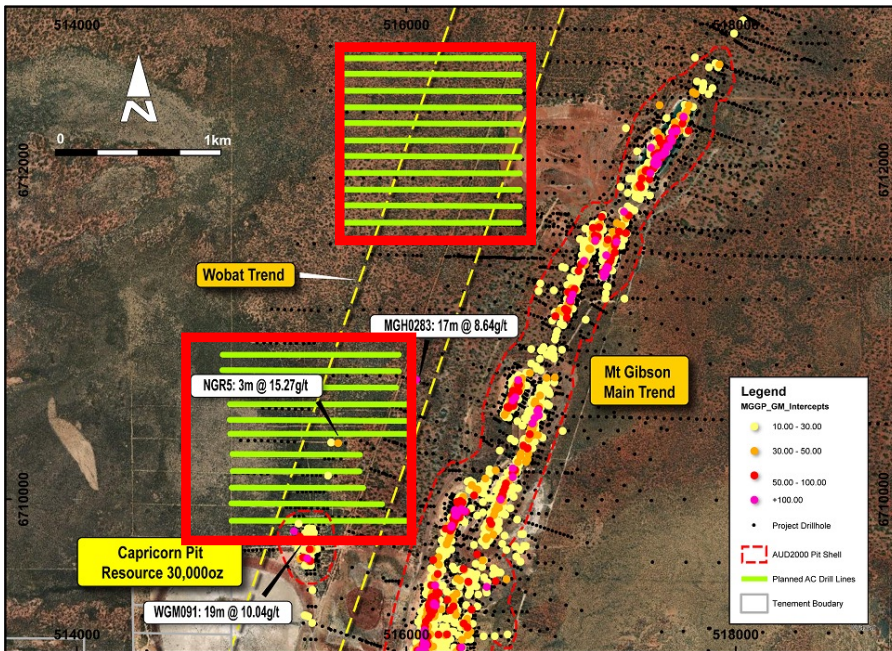 514000
516000
518000
N
0
1km
6712000
6712000
Wobat Trend
MGH0283: 17m @ 8.64g/t
NGR5: 3m @ 15.27g/t
Mt Gibson
Main Trend
Legend
MGGP_GM_Intercepts
10.00 - 30.00
30.00 - 50.00
50.00 - 100.00
+100.00
Project Drillhole
AUD2000 Pit Shell
Planned AC Drill Lines
Tenement Boudary
6710000
6710000
Capricorn Pit
Resource 30,000oz
WGM091: 19m @ 10.04g/t
514000
516000
518000